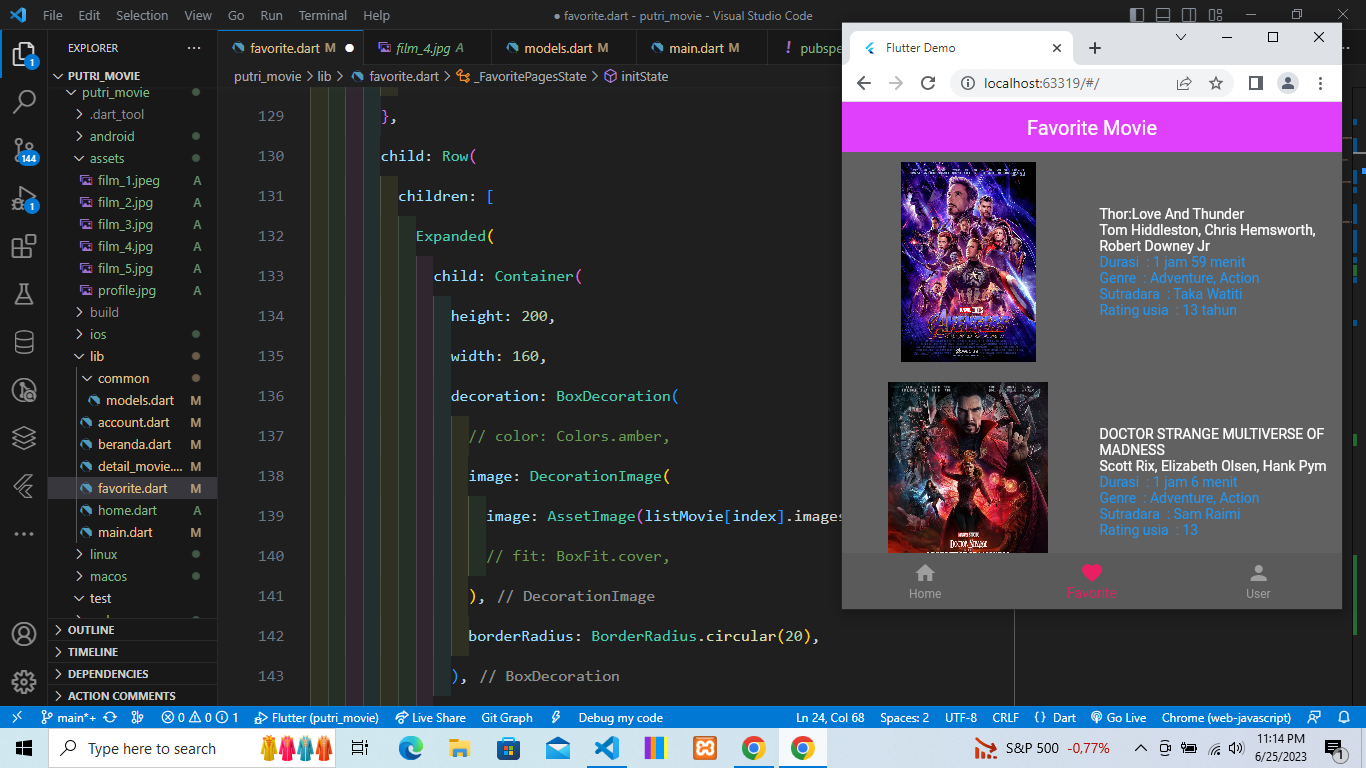 File Edit Selection View Go Run Terminal Help
● favorite.dart - putri_movie - Visual Studio Code
EXPLORER
PUTRI_MOVIE
putri_movie
.dart_tool
android
assets
film_1.jpeg A
film_2.jpg A
film_3.jpg A
film_4.jpg A
film_5.jpg A
profile.jpg A
build
ios
lib
common
models.dart M
account.dart M
beranda.dart M
detail_movie.... M
favorite.dart M
home.dart A
main.dart M
linux
macos
test
OUTLINE
TIMELINE
DEPENDENCIES
ACTION COMMENTS
1
144
1
favorite.dart M ●
film_4.jpg A
models.dart M
main.dart M
! pubspe
putri_movie > lib > favorite.dart > _FavoritePagesState > initState
129 },
130 child: Row(
131 children: [
132 Expanded(
133 child: Container(
134 height: 200,
135 width: 160,
136 decoration: BoxDecoration(
137 // color: Colors.amber,
138 image: DecorationImage(
139 image: AssetImage(listMovie[index].images
140 // fit: BoxFit.cover,
141 ), // DecorationImage
142 borderRadius: BorderRadius.circular(20),
143 ), // BoxDecoration
Flutter Demo
localhost:63319/#/
Favorite Movie
AVENGERS
Thor:Love And Thunder
Tom Hiddleston, Chris Hemsworth,
Robert Downey Jr
Durasi : 1 jam 59 menit
Genre : Adventure, Action
Sutradara : Taka Watiti
Rating usia : 13 tahun
DOCTOR STRANGE
DOCTOR STRANGE MULTIVERSE OF
MADNESS
Scott Rix, Elizabeth Olsen, Hank Pym
Durasi : 1 jam 6 menit
Genre : Adventure, Action
Sutradara : Sam Raimi
Rating usia : 13
Home
Favorite
User
main*+ 0 0 1 Flutter (putri_movie) Live Share Git Graph Debug my code
Ln 24, Col 68 Spaces: 2 UTF-8 CRLF {} Dart Go Live Chrome (web-javascript)
Type here to search
S&P 500 -0,77%
11:14 PM
6/25/2023
1